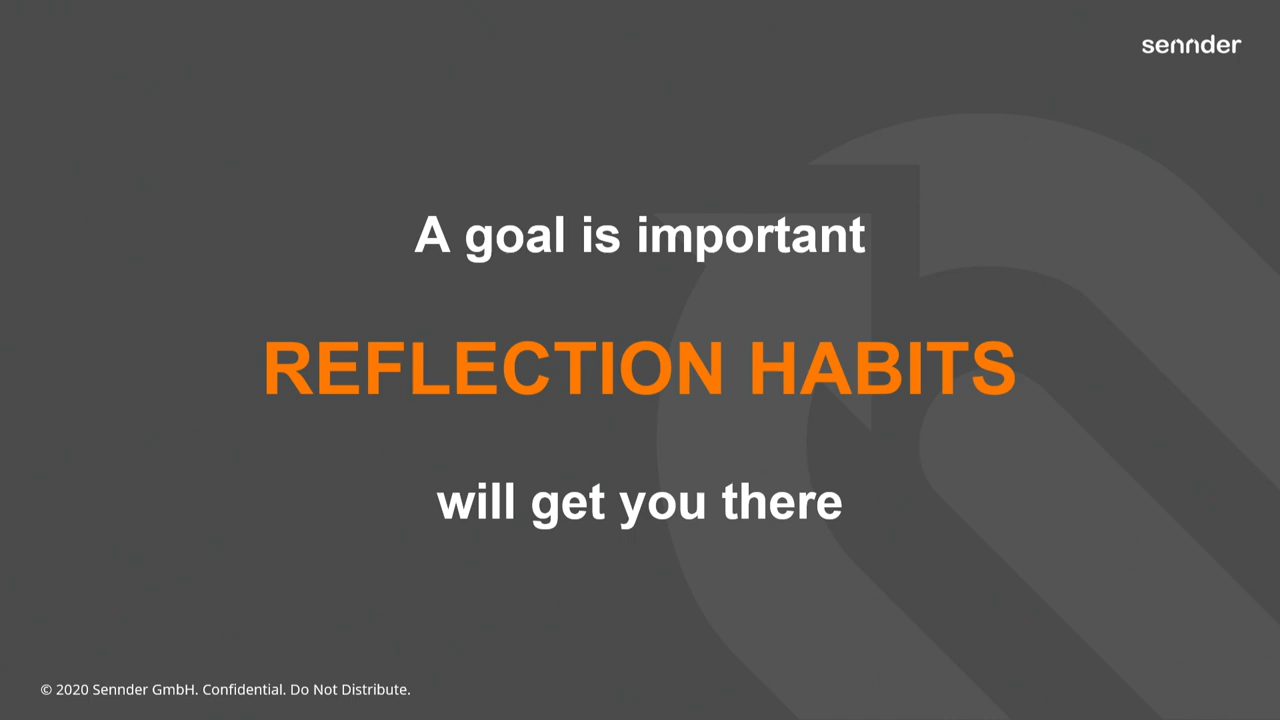 sennder
A goal is important
REFLECTION HABITS
will get you there
© 2020 Sennder GmbH. Confidential. Do Not Distribute.